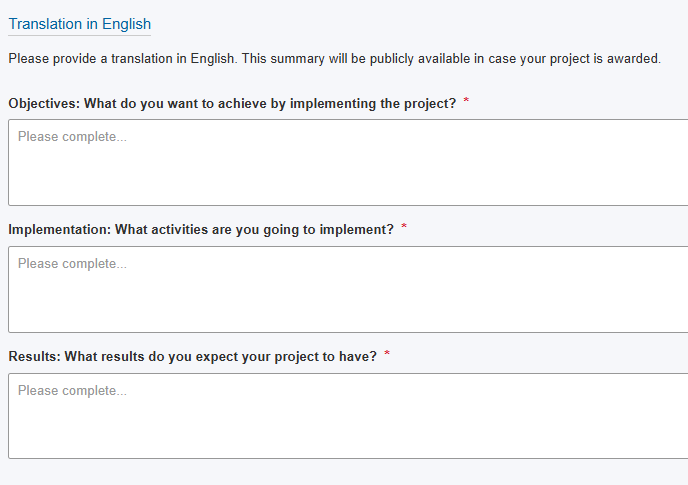 Translation in English
Please provide a translation in English. This summary will be publicly available in case your project is awarded.
Objectives: What do you want to achieve by implementing the project? *
Please complete...
Implementation: What activities are you going to implement? *
Please complete...
Results: What results do you expect your project to have? *
Please complete...